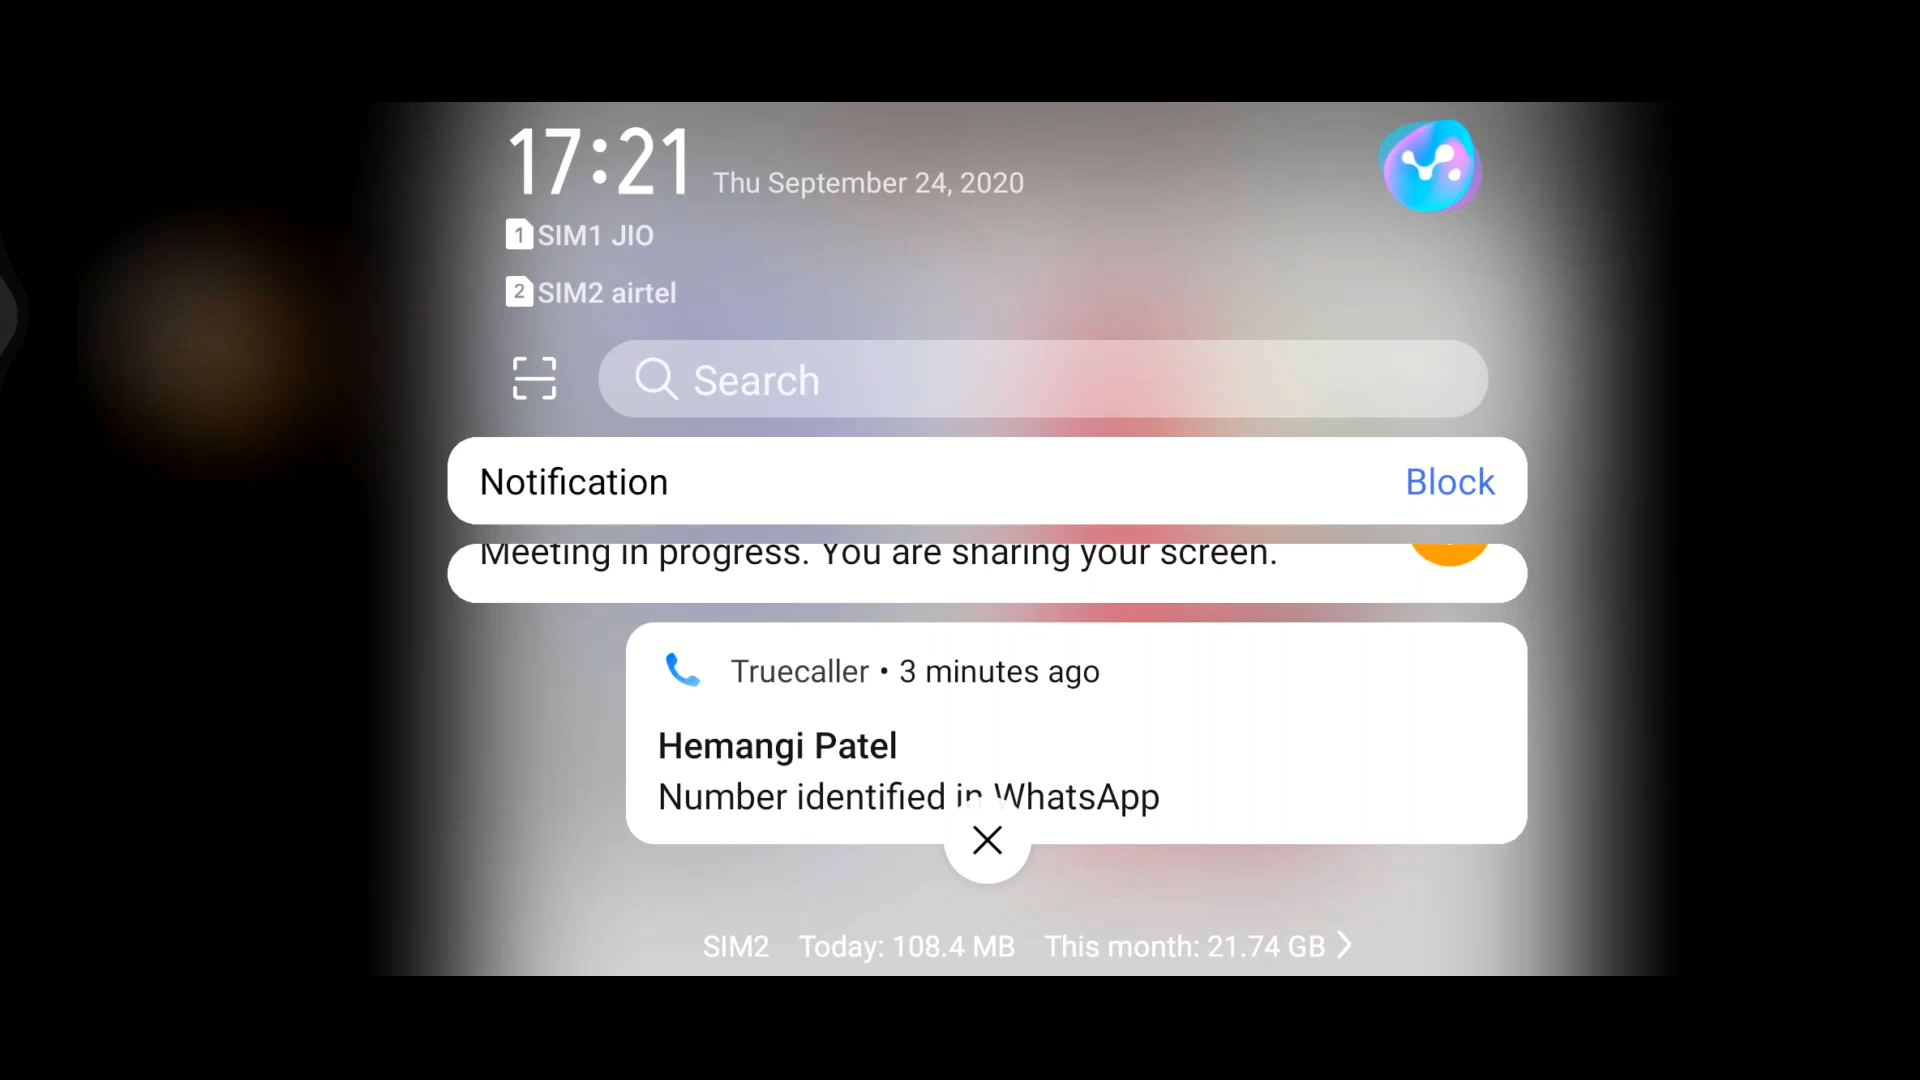 17:21 Thu September 24, 2020
1 SIM1 JIO
2 SIM2 airtel
Search
Notification Block
Meeting in progress. You are sharing your screen.
Truecaller • 3 minutes ago
Hemangi Patel
Number identified in WhatsApp
SIM2 Today: 108.4 MB This month: 21.74 GB